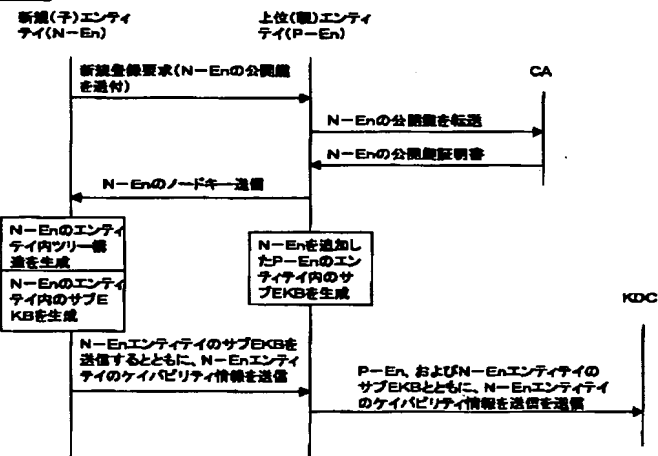 新規(子)エンティ
ティ(N-En)
上位(親)エンティ
ティ(P-En)
新規登録要求(N-Enの公開鍵
を送付)
CA
N-Enの公開鍵を転送
N-Enの公開鍵証明書
N-Enのノードキー送信
N-Enのエンティ
ティ内ツリー構
造を生成
N-Enのエンティ
ティ内のサブE
KBを生成
N-Enを追加し
たP-Enのエン
ティティ内のサ
ブEKBを生成
KDC
N-EnエンティティのサブEKBを
送信するとともに、N-Enエンティ
ティのケイパビリティ情報を送信
P-En、およびN-Enエンティティの
サブEKBとともに、N-Enエンティティ
のケイパビリティ情報を送信を送信